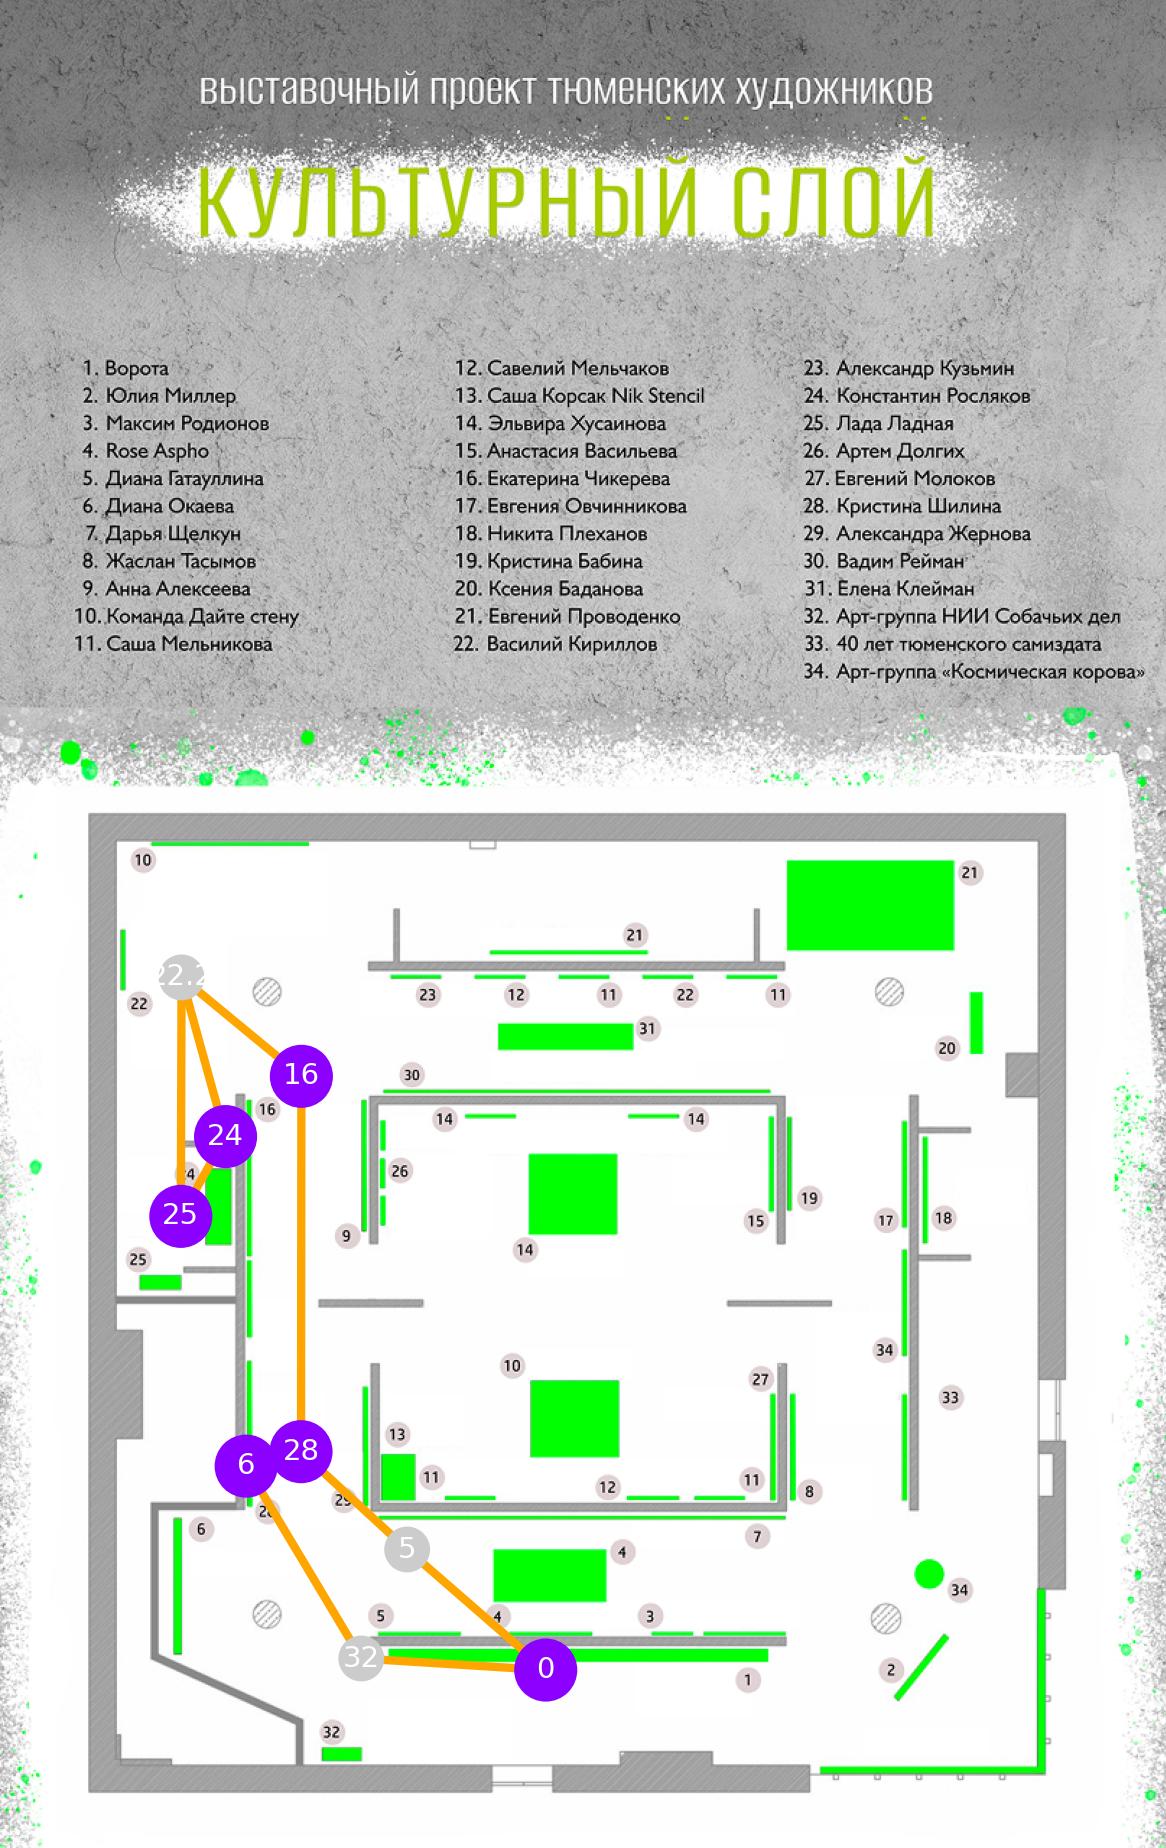 выставочный проект тюменских художников
КУЛЬТУРНЫЙ СЛОЙ
1. Ворота
2. Юлия Миллер
3. Максим Родионов
4. Rose Aspho
5. Диана Гатауллина
6. Диана Окаева
7. Дарья Щелкун
8. Жаслан Тасымов
9. Анна Алексеева
10. Команда Дайте стену
11. Саша Мельникова
12. Савелий Мельчаков
13. Саша Корсак Nik Stencil
14. Эльвира Хусаинова
15. Анастасия Васильева
16. Екатерина Чикерева
17. Евгения Овчинникова
18. Никита Плеханов
19. Кристина Бабина
20. Ксения Баданова
21. Евгений Проводенко
22. Василий Кириллов
23. Александр Кузьмин
24. Константин Росляков
25. Лада Ладная
26. Артем Долгих
27. Евгений Молоков
28. Кристина Шилина
29. Александра Жернова
30. Вадим Рейман
31. Елена Клейман
32. Арт-группа НИИ Собачьих дел
33. 40 лет тюменского самиздата
34. Арт-группа «Космическая корова»
10
21
21
22
23
12
11
22
11
31
20
16
30
16
14
14
24
26
19
25
9
15
17
18
14
25
34
10
27
33
13
28
6
11
12
11
8
29
6
7
5
4
34
5
4
3
32
0
2
1
32